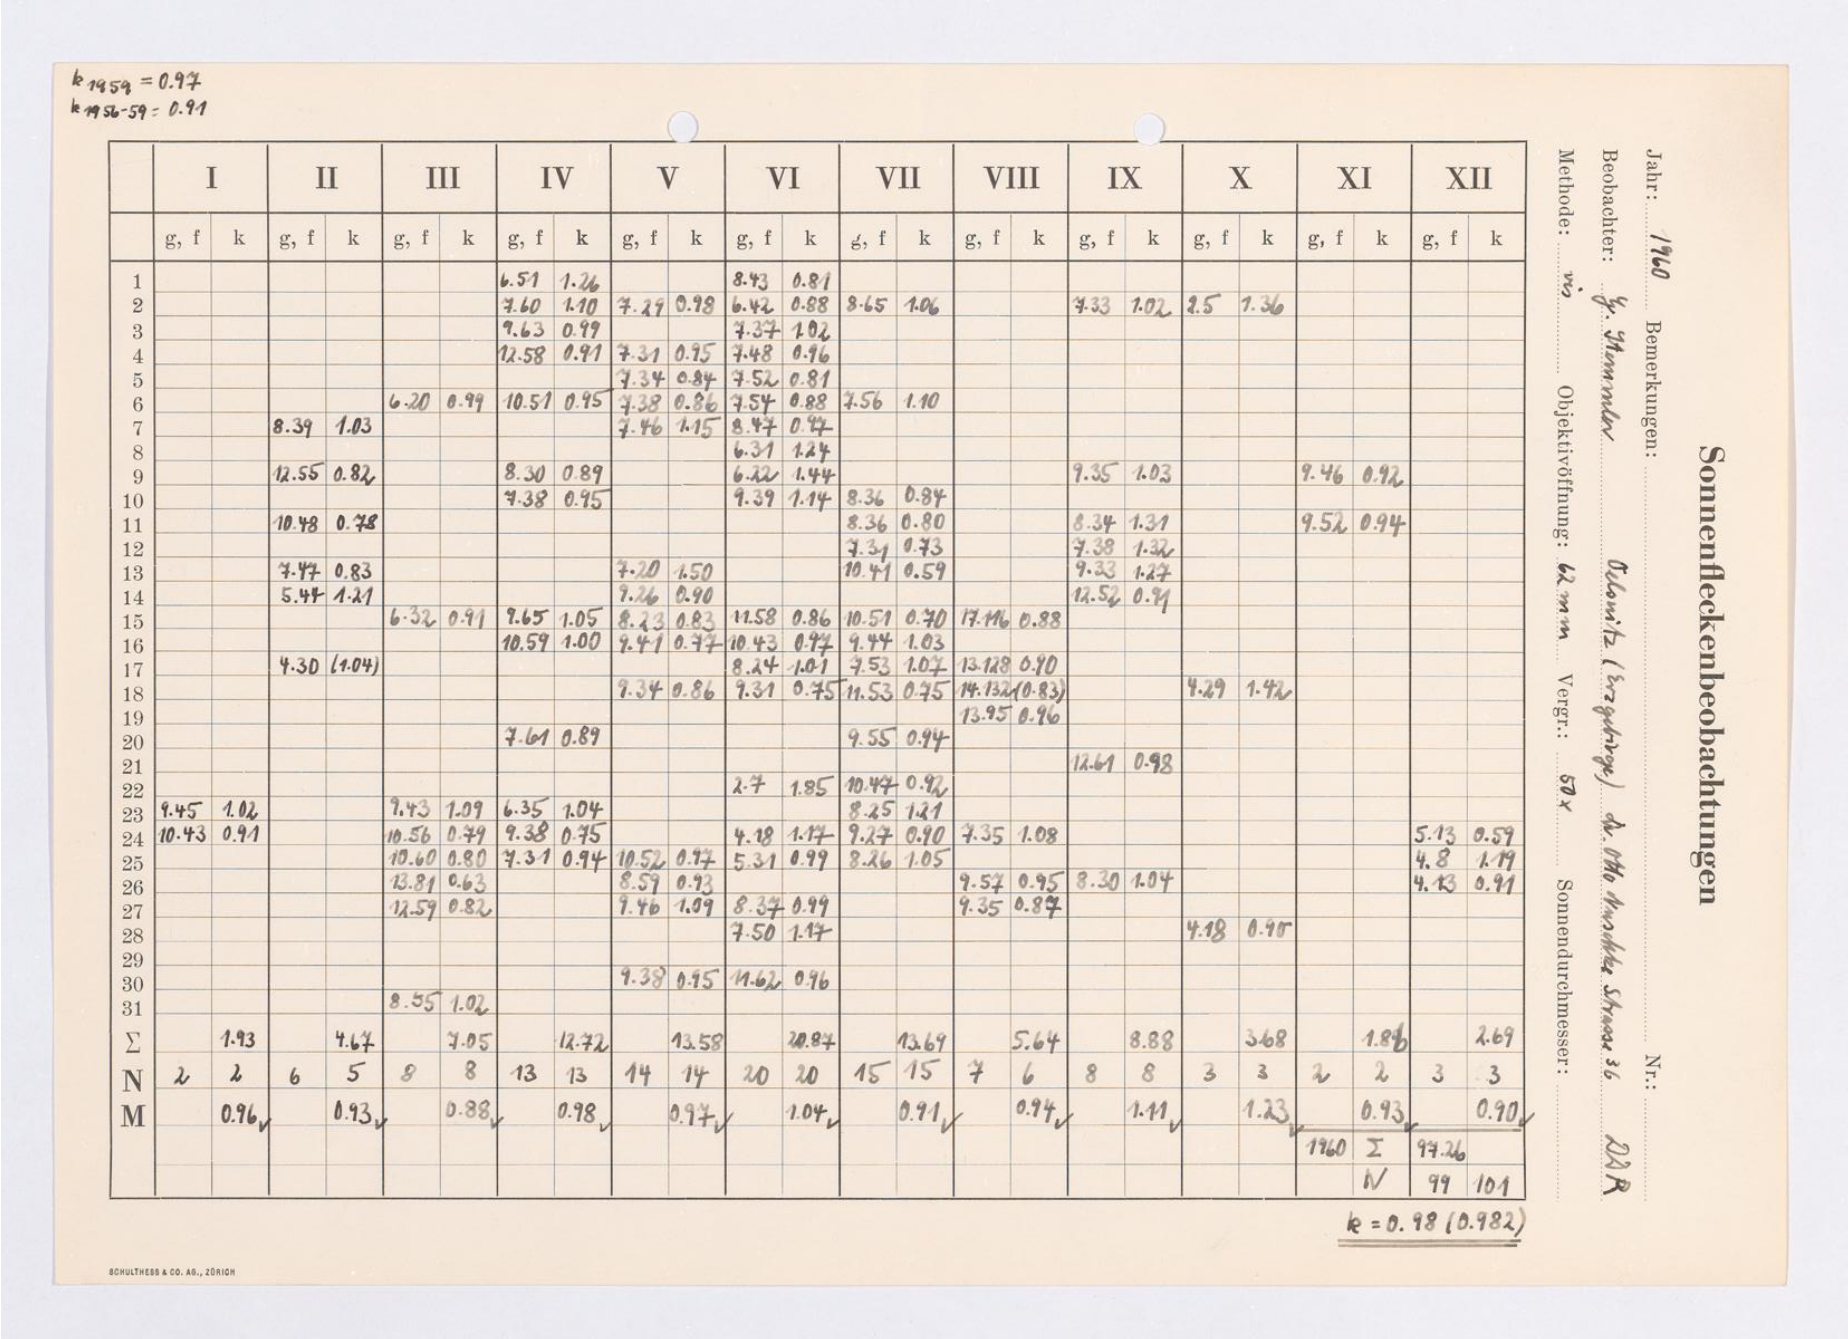 k 1959 = 0.97
k 1956-59 = 0.91
I II III IV V VI VII VIII IX X XI XII
g, f k g, f k g, f k g, f k g, f k g, f k g, f k g, f k g, f k g, f k g, f k g, f k
1 6.51 1.26 8.43 0.81
2 7.60 1.10 7.29 0.98 6.42 0.88 8.65 1.06 7.33 1.02 2.5 1.36
3 9.63 0.99 7.37 1.02
4 12.58 0.91 7.31 0.95 7.48 0.96
5 7.34 0.84 7.52 0.81
6 6.20 0.99 10.51 0.95 7.38 0.86 7.54 0.88 7.56 1.10
7 8.39 1.03 7.46 1.15 8.47 0.97
8 6.31 1.24
9 12.55 0.82 8.30 0.89 6.22 1.44 9.35 1.03 9.46 0.92
10 7.38 0.95 9.39 1.14 8.36 0.84
11 10.48 0.78 8.36 0.80 8.34 1.31 9.52 0.94
12 7.31 0.73 7.38 1.32
13 7.47 0.83 7.20 1.50 10.41 0.59 9.33 1.27
14 5.44 1.21 9.26 0.90 12.52 0.91
15 6.32 0.91 9.65 1.05 8.23 0.83 11.58 0.86 10.51 0.70 17.116 0.88
16 10.59 1.00 9.41 0.77 10.43 0.97 9.44 1.03
17 4.30 (1.04) 8.24 1.01 7.53 1.07 13.128 0.90
18 9.34 0.86 9.31 0.75 11.53 0.75 14.132 (0.83) 4.29 1.42
19 13.95 0.96
20 7.61 0.89 9.55 0.94
21 12.61 0.98
22 2.7 1.85 10.47 0.92
23 9.45 1.02 9.43 1.09 6.35 1.04 8.25 1.21
24 10.43 0.91 10.56 0.79 9.38 0.75 4.18 1.17 9.27 0.90 7.35 1.08 5.13 0.59
25 10.60 0.80 7.31 0.94 10.52 0.97 5.31 0.99 8.26 1.05 4.8 1.19
26 13.81 0.63 8.59 0.93 9.57 0.95 8.30 1.04 4.13 0.91
27 12.59 0.82 9.46 1.09 8.37 0.99 9.35 0.87
28 7.50 1.17 4.18 0.90
29
30 9.38 0.95 11.62 0.96
31 8.55 1.02
Σ 1.93 4.67 7.05 12.72 13.58 20.87 13.69 5.64 8.88 3.68 1.86 2.69
N 2 2 6 5 8 8 13 13 14 14 20 20 15 15 7 6 8 8 3 3 2 2 3 3
M 0.96✓ 0.93✓ 0.88✓ 0.98✓ 0.97✓ 1.04✓ 0.91✓ 0.94✓ 1.11✓ 1.23✓ 0.93✓ 0.90✓
1960 Σ 97.26
N 99 101
k = 0.98 (0.982)
SCHULTHESS & CO. AG., ZÜRICH
Sonnenfleckenbeobachtungen
Jahr: 1960 Bemerkungen: Nr.:
Beobachter: Oelsnitz (Erzgebirge) Otto Strasse 36 DDR
Methode: vis Objektivöffnung: 62 mm Vergr.: 50x Sonnendurchmesser: